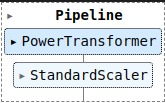 ▸ Pipeline
▸ PowerTransformer
▸ StandardScaler